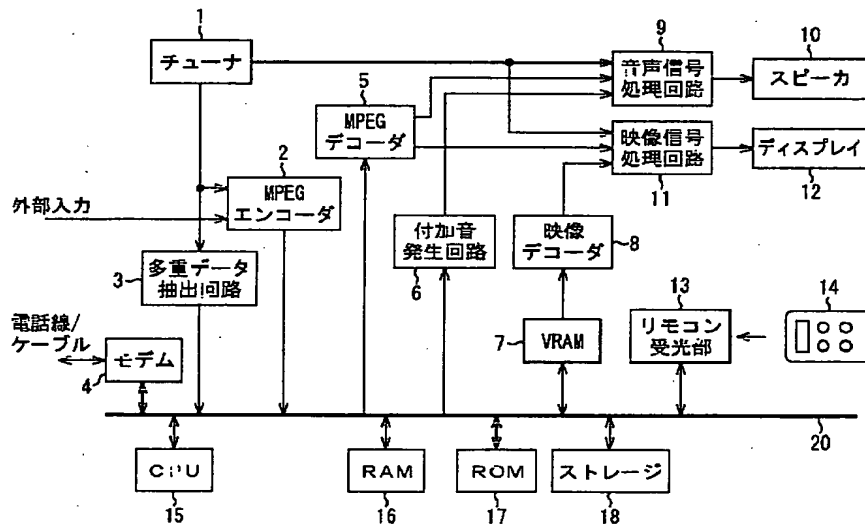 1
チューナ
9
音声信号
処理回路
10
スピーカ
5
MPEG
デコーダ
2
MPEG
エンコーダ
映像信号
処理回路
11
ディスプレイ
12
外部入力
付加音
発生回路
6
映像
デコーダ
8
3
多重データ
抽出回路
13
リモコン
受光部
14
電話線/
ケーブル
モデム
4
7
VRAM
20
CPU
15
RAM
16
ROM
17
ストレージ
18